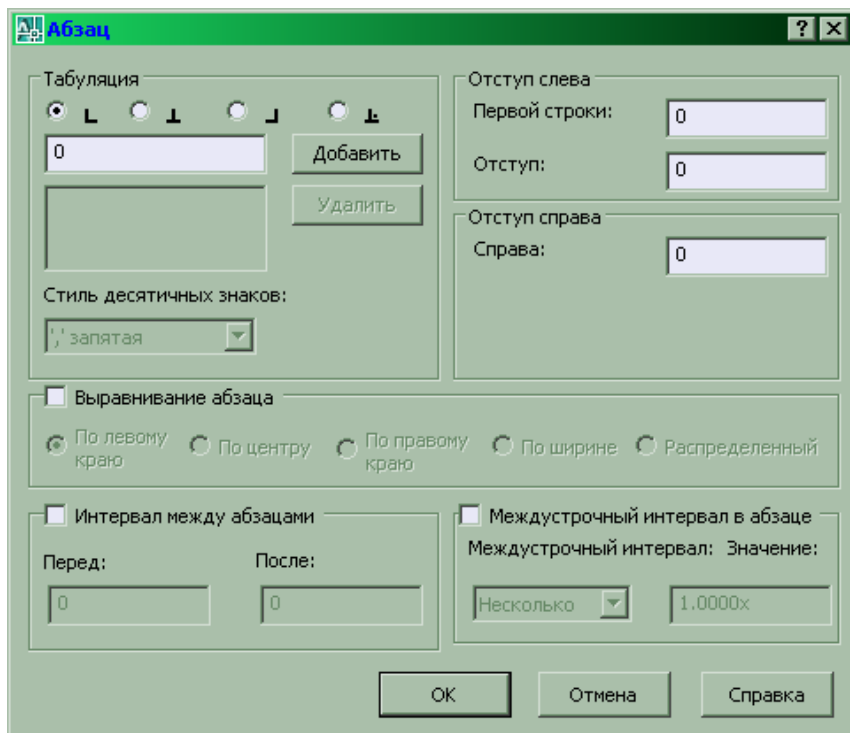 Абзац
Табуляция
0
Добавить
Удалить
Стиль десятичных знаков:
',' запятая
Отступ слева
Первой строки:
0
Отступ:
0
Отступ справа
Справа:
0
Выравнивание абзаца
По левому
краю
По центру
По правому
краю
По ширине
Распределенный
Интервал между абзацами
Перед:
После:
0
0
Междустрочный интервал в абзаце
Междустрочный интервал:
Значение:
Несколько
1.0000x
OK
Отмена
Справка